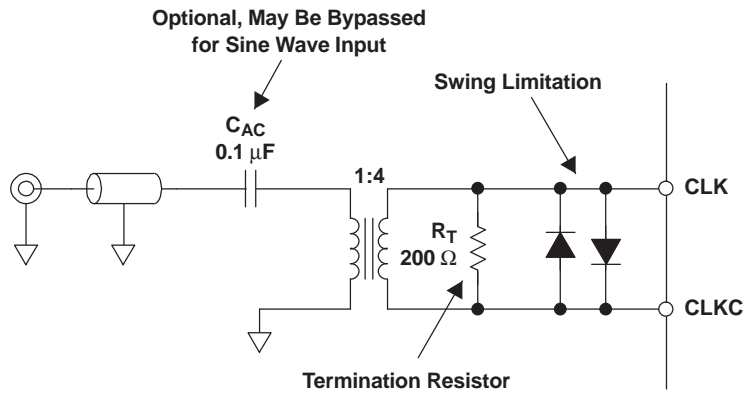 Optional, May Be Bypassed
for Sine Wave Input
Swing Limitation
CAC
0.1 μF
1:4
CLK
RT
200 Ω
CLKC
Termination Resistor